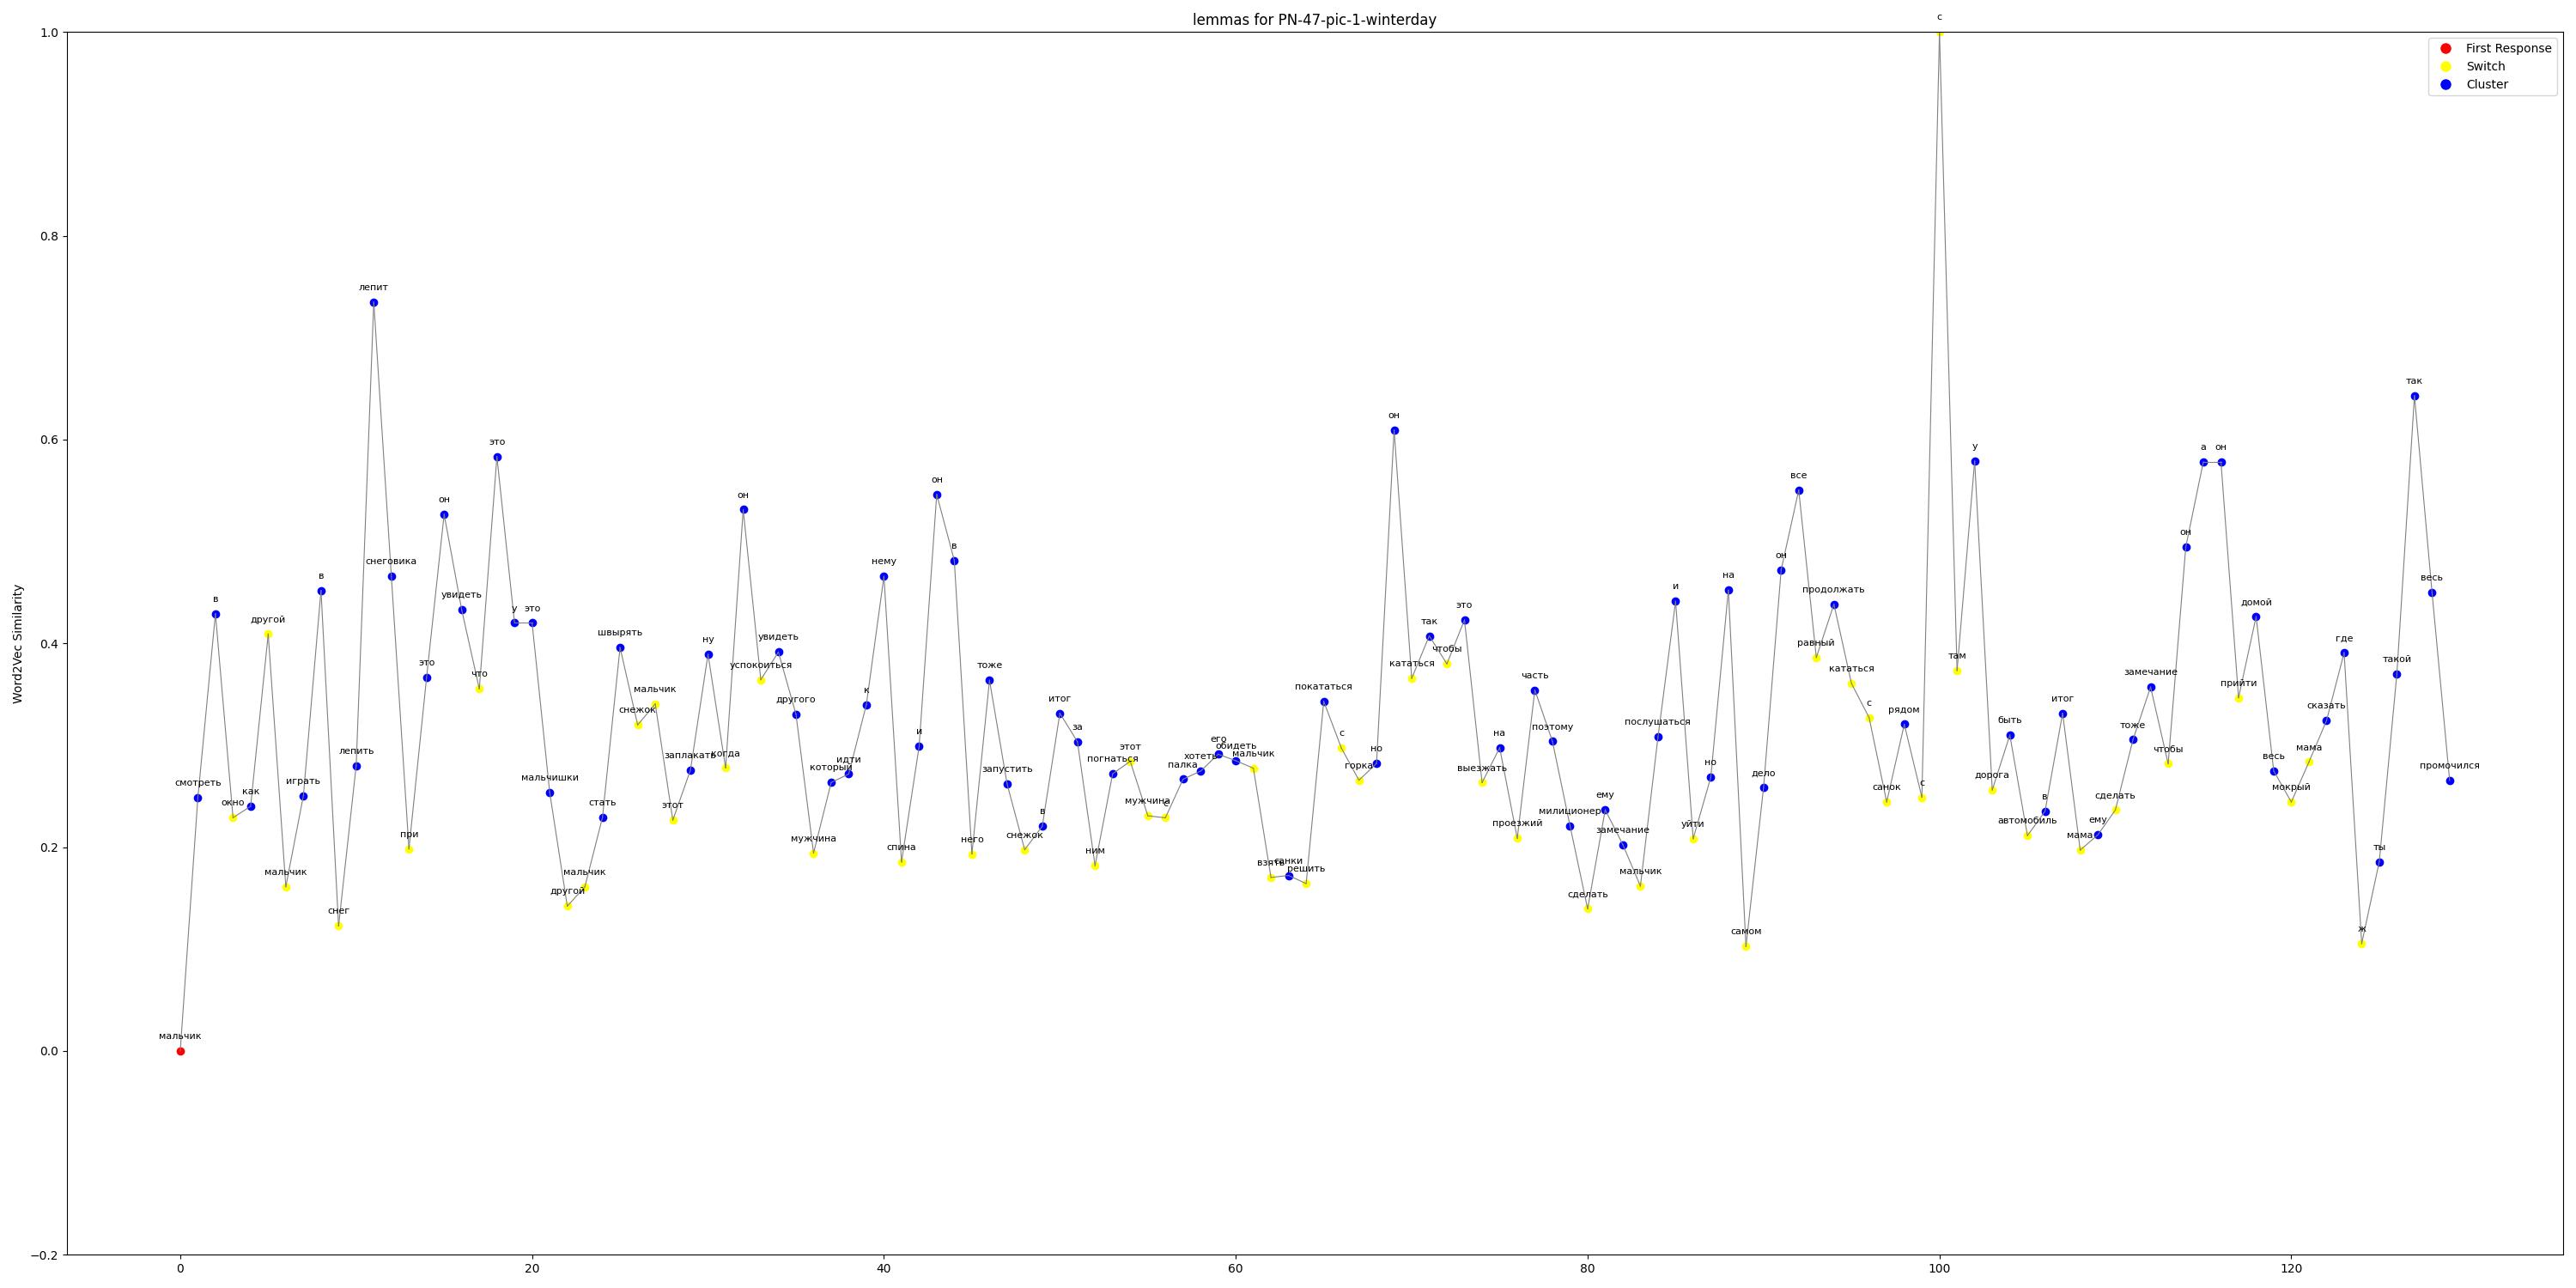 lemmas for PN-47-pic-1-winterday
First Response
Switch
Cluster
Word2Vec Similarity
1.0
0.8
0.6
0.4
0.2
0.0
−0.2
0
20
40
60
80
100
120
мальчик
смотреть
в
окно
как
другой
мальчик
играть
в
снег
лепить
лепит
снеговика
при
это
он
увидеть
что
это
у
это
мальчишки
другой
мальчик
стать
швырять
снежок
мальчик
этот
заплакать
ну
когда
он
успокоиться
увидеть
другого
мужчина
который
идти
к
нему
спина
и
он
в
него
тоже
запустить
снежок
в
итог
за
ним
погнаться
этот
мужчина
с
палка
хотеть
его
обидеть
мальчик
взять
санки
решить
покататься
с
горка
но
он
кататься
так
чтобы
это
выезжать
на
проезжий
часть
поэтому
милиционер
сделать
ему
замечание
мальчик
послушаться
и
уйти
но
на
самом
дело
он
все
равный
продолжать
кататься
с
санок
рядом
с
с
там
у
дорога
быть
автомобиль
в
итог
мама
ему
сделать
тоже
замечание
чтобы
он
а
он
прийти
домой
весь
мокрый
мама
сказать
где
ж
ты
такой
так
весь
промочился